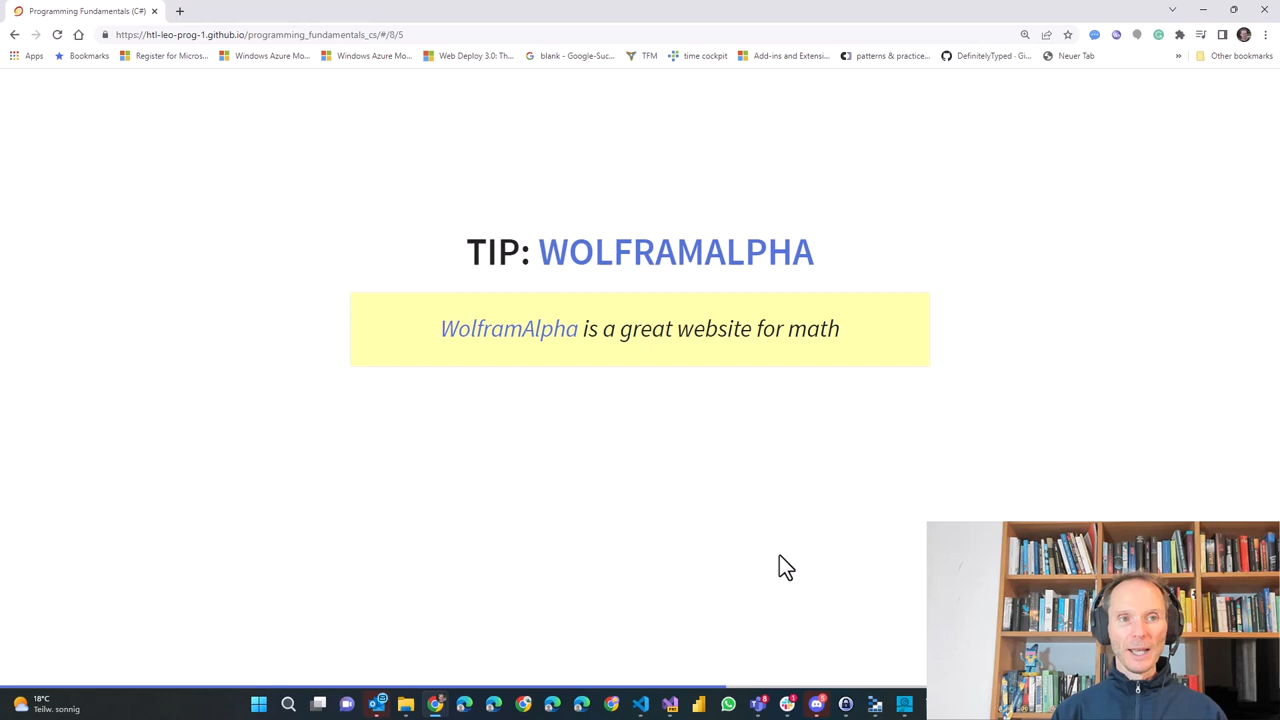 Programming Fundamentals (C#)
https://htl-leo-prog-1.github.io/programming_fundamentals_cs/#/8/5
Apps
Bookmarks
Register for Micros...
Windows Azure Mo...
Windows Azure Mo...
Web Deploy 3.0: Th...
blank - Google-Suc...
TFM
time cockpit
Add-ins and Extensi...
patterns & practice...
DefinitelyTyped - Gi...
Neuer Tab
»
Other bookmarks
TIP: WOLFRAMALPHA
WolframAlpha is a great website for math
18°C
Teilw. sonnig